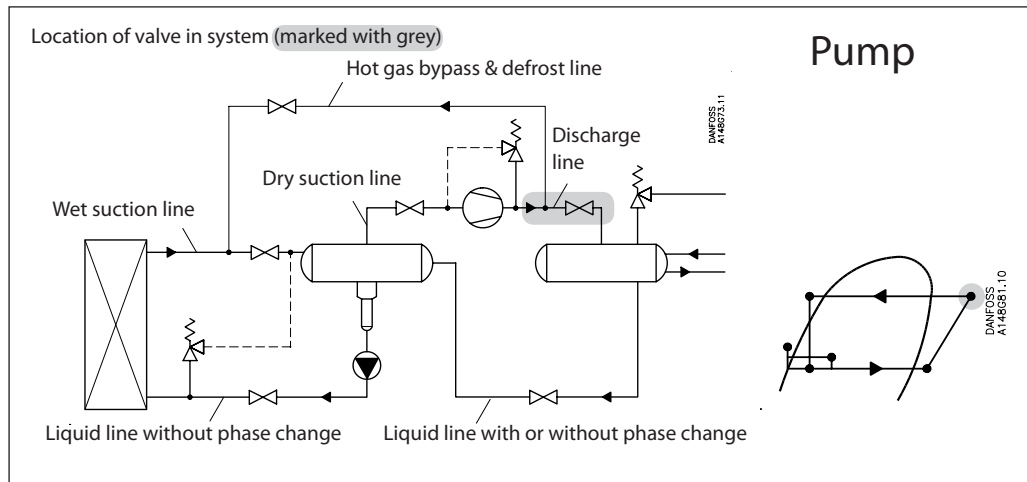 Location of valve in system (marked with grey)
Pump
Hot gas bypass & defrost line
DANFOSS
A148G73.11
Discharge
line
Dry suction line
Wet suction line
DANFOSS
A148G81.10
Liquid line without phase change
Liquid line with or without phase change